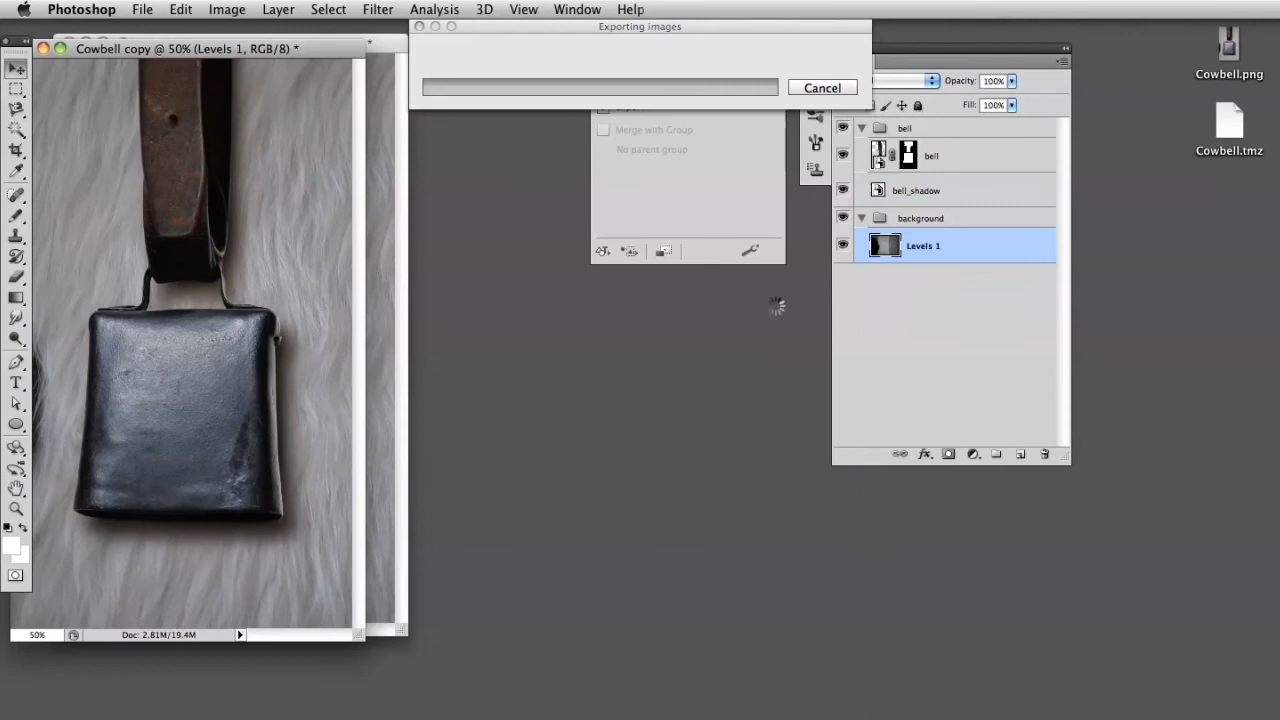 Photoshop File Edit Image Layer Select Filter Analysis 3D View Window Help
Exporting images
Cancel
Cowbell copy @ 50% (Levels 1, RGB/8) *
*
Opacity: 100%
Fill: 100%
Merge with Group
No parent group
bell
bell
bell_shadow
background
Levels 1
Cowbell.png
Cowbell.tmz
50% Doc: 2.81M/19.4M